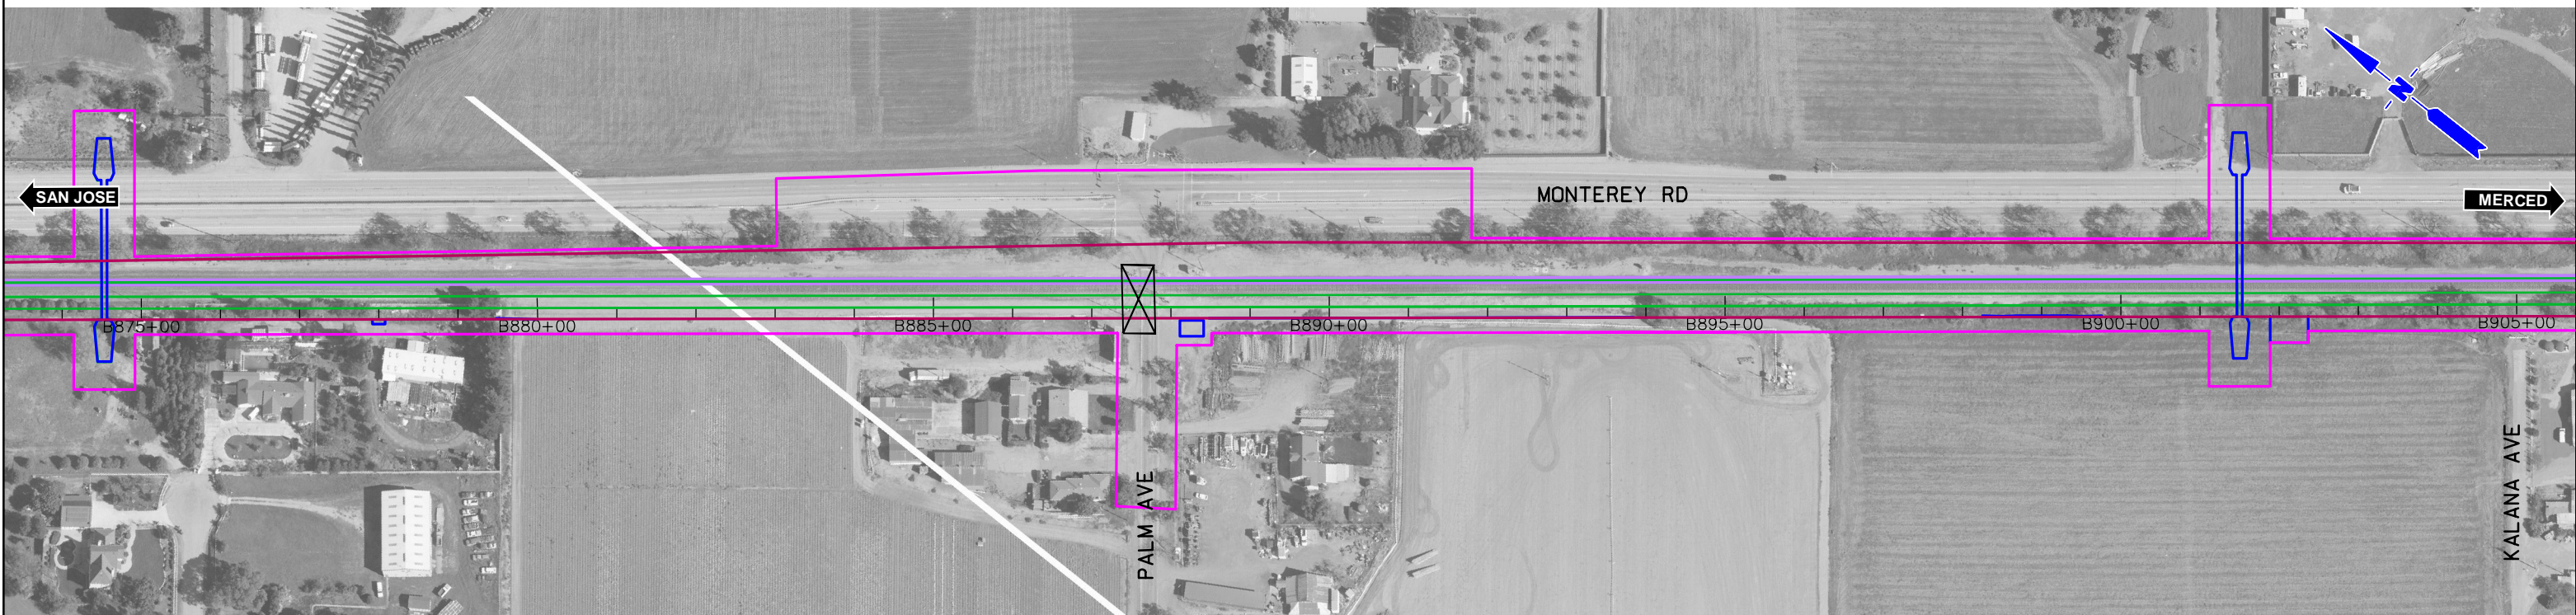 N
MONTEREY RD
SAN JOSE
MERCED
B875+00
B880+00
B885+00
B890+00
B895+00
B900+00
B905+00
PALM AVE
KALANA AVE